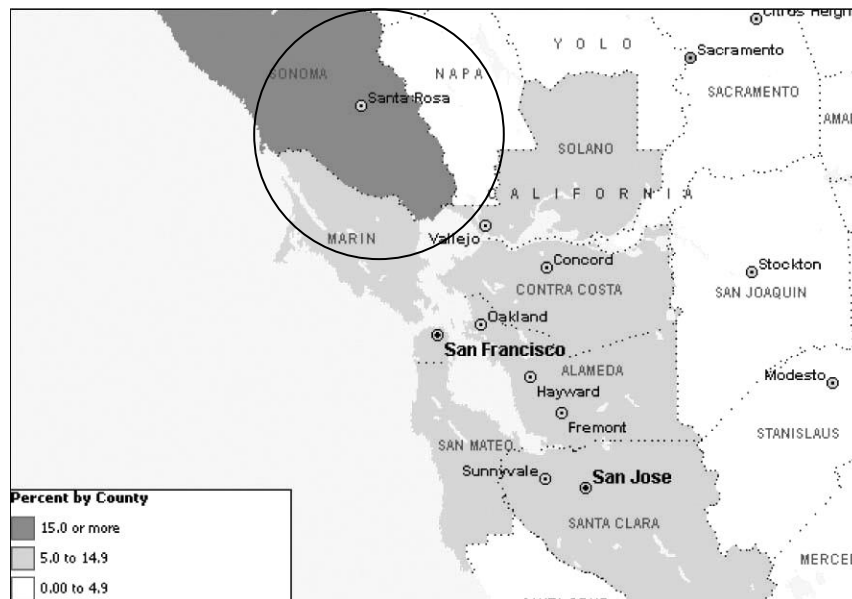 Citrus Heigh
Y O L O
Sacramento
SONOMA
NAPA
Santa Rosa
SACRAMENTO
AMA
SOLANO
C A L I F O R N I A
MARIN
Vallejo
Concord
Stockton
CONTRA COSTA
SAN JOAQUIN
Oakland
San Francisco
ALAMEDA
Hayward
Modesto
Fremont
STANISLAUS
SAN MATEO
Sunnyvale
San Jose
SANTA CLARA
MERCE
Percent by County
15.0 or more
5.0 to 14.9
0.00 to 4.9
SANTA CRUZ